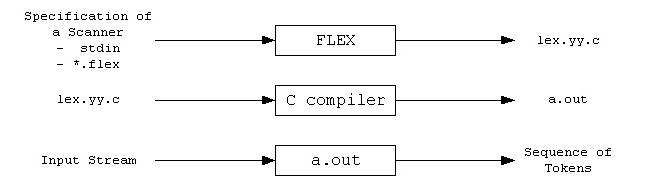 Specification of
a Scanner
- stdin
- *.flex
FLEX
lex.yy.c
lex.yy.c
C compiler
a.out
Input Stream
a.out
Sequence of
Tokens